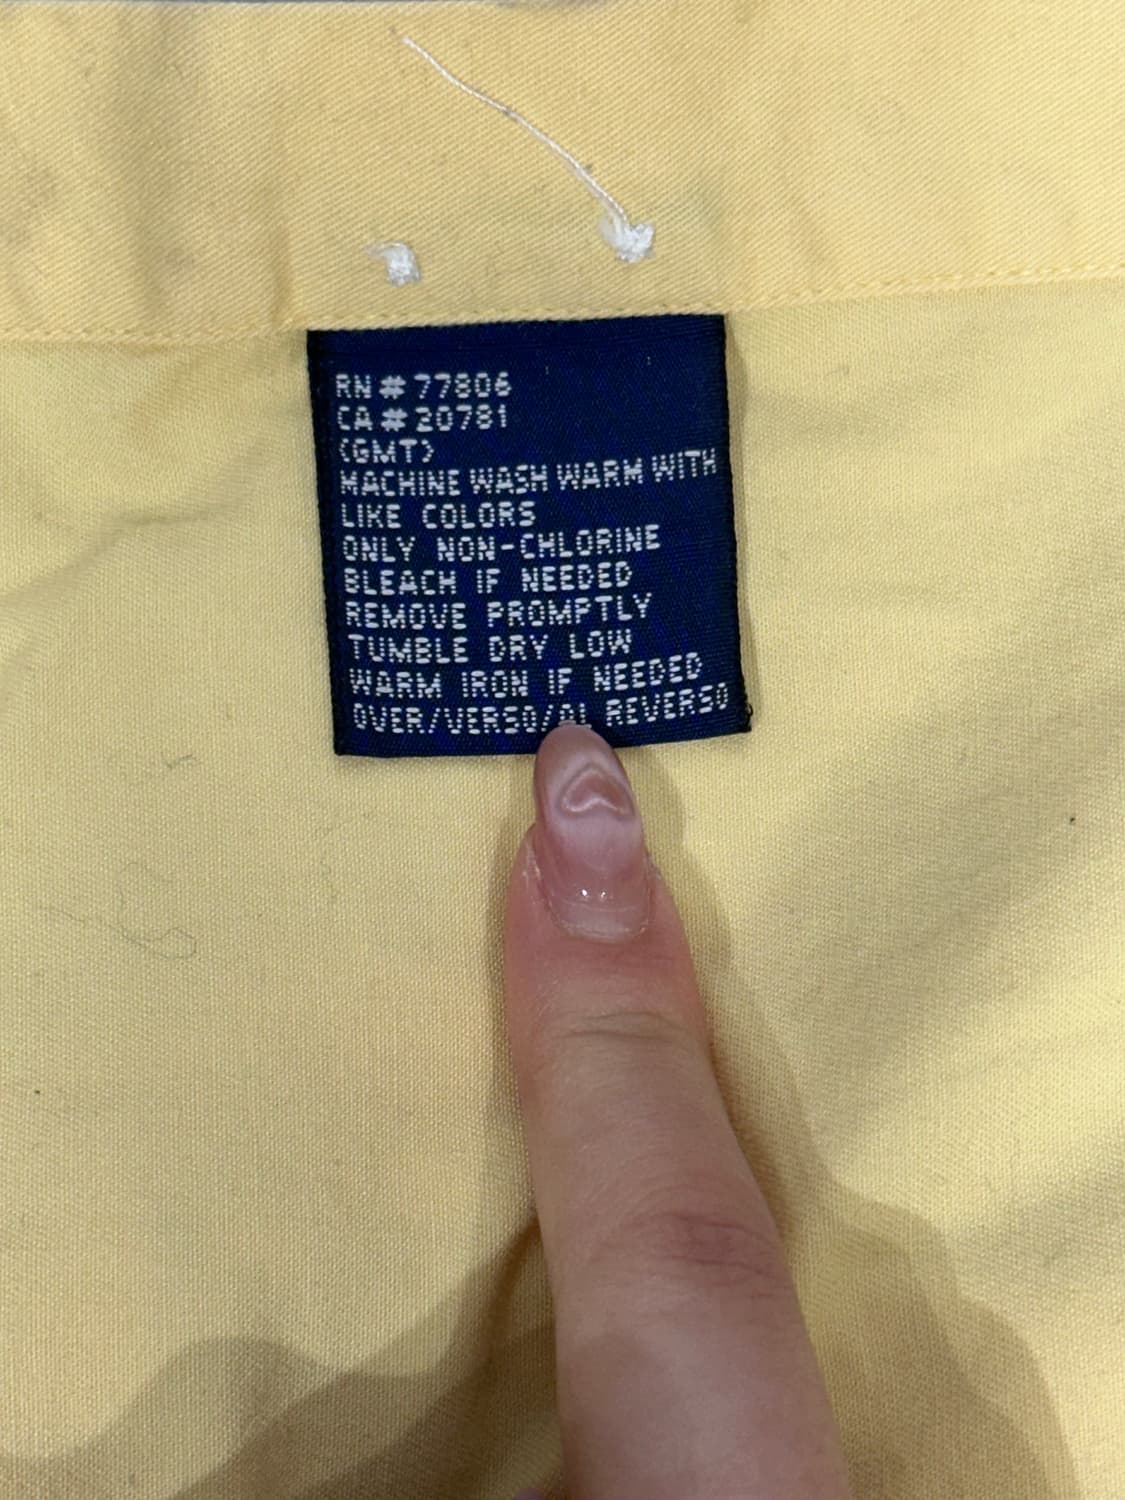 RN # 77806
CA # 20781
(GMT)
MACHINE WASH WARM WITH
LIKE COLORS
ONLY NON-CHLORINE
BLEACH IF NEEDED
REMOVE PROMPTLY
TUMBLE DRY LOW
WARM IRON IF NEEDED
OVER/VERSO/AL REVERSO